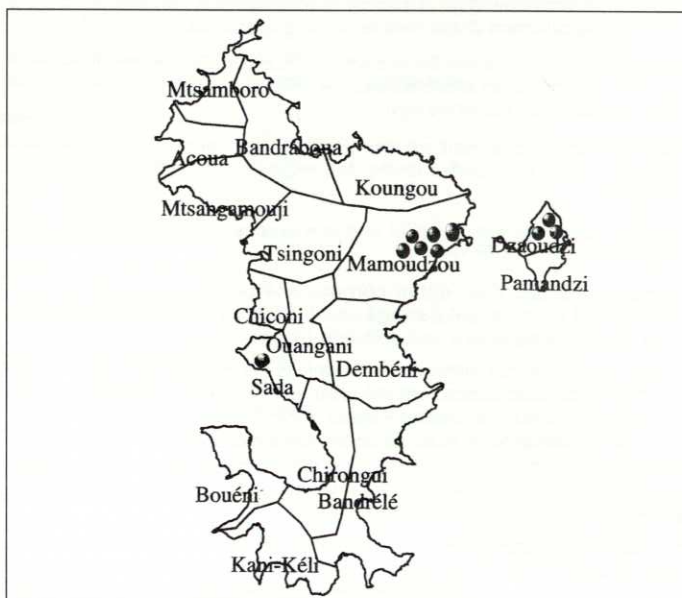 Mtsamboro
Bandraboua
Acoua
Koungou
Mtsangamouji
Tsingoni
Mamoudzou
Dzaoudzi
Pamandzi
Chiconi
Ouangani
Dembéni
Sada
Chirongui
Bouéni
Bandrélé
Kani-Kéli